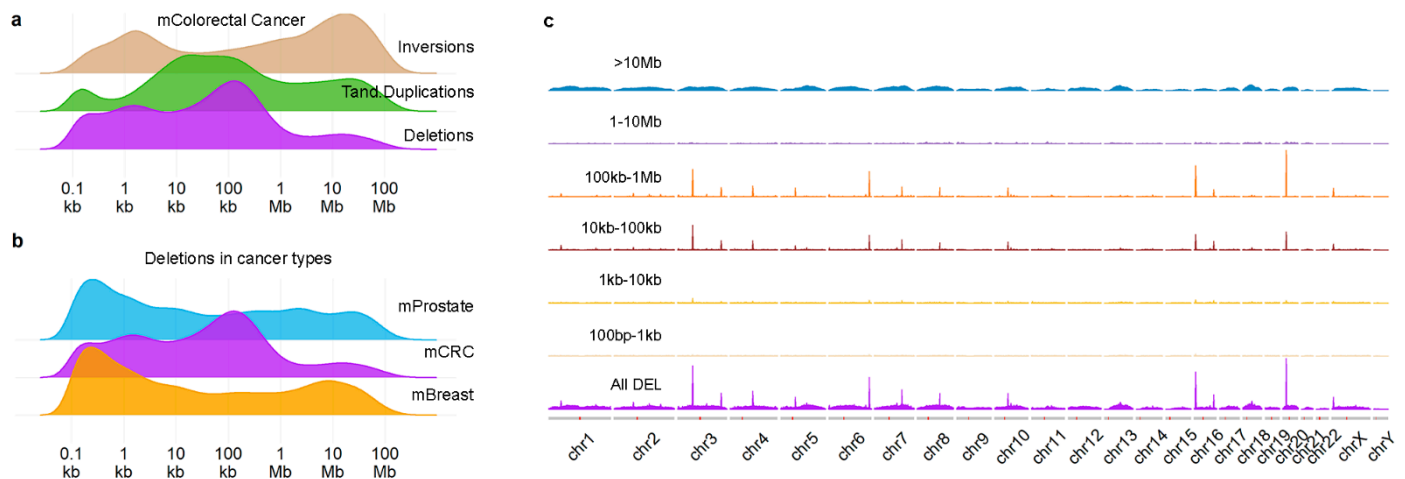 a
mColorectal Cancer
Inversions
Tand.Duplications
Deletions
0.1 1 10 100 1 10 100
kb kb kb kb Mb Mb Mb
b
Deletions in cancer types
mProstate
mCRC
mBreast
0.1 1 10 100 1 10 100
kb kb kb kb Mb Mb Mb
c
>10Mb
1-10Mb
100kb-1Mb
10kb-100kb
1kb-10kb
100bp-1kb
All DEL
chr1 chr2 chr3 chr4 chr5 chr6 chr7 chr8 chr9 chr10 chr11 chr12 chr13 chr14 chr15 chr16 chr17 chr18 chr19 chr20 chr21 chr22 chrX chrY